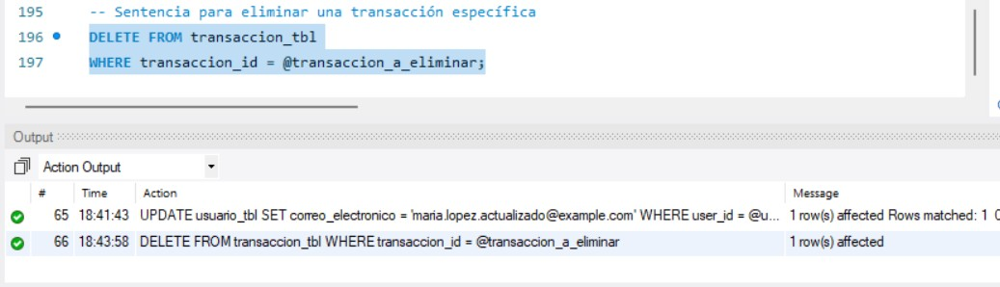 195 -- Sentencia para eliminar una transacción específica
196 DELETE FROM transaccion_tbl
197 WHERE transaccion_id = @transaccion_a_eliminar;
Output
Action Output
# Time Action Message
65 18:41:43 UPDATE usuario_tbl SET correo_electronico = 'maria.lopez.actualizado@example.com' WHERE user_id = @u... 1 row(s) affected Rows matched: 1
66 18:43:58 DELETE FROM transaccion_tbl WHERE transaccion_id = @transaccion_a_eliminar 1 row(s) affected